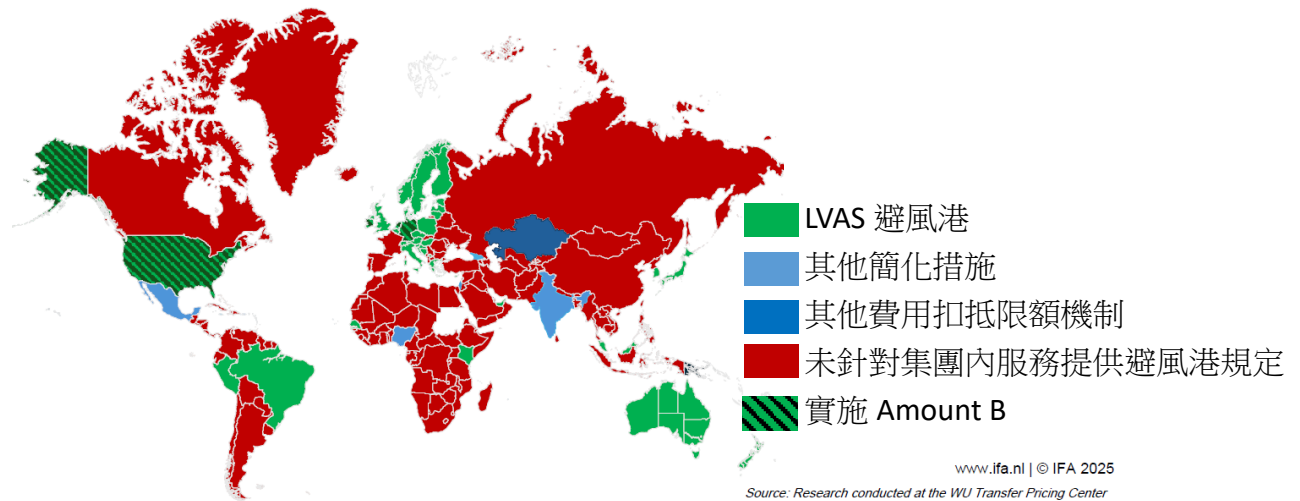 LVAS 避風港
其他簡化措施
其他費用扣抵限額機制
未針對集團內服務提供避風港規定
實施 Amount B
www.ifa.nl | © IFA 2025
Source: Research conducted at the WU Transfer Pricing Center